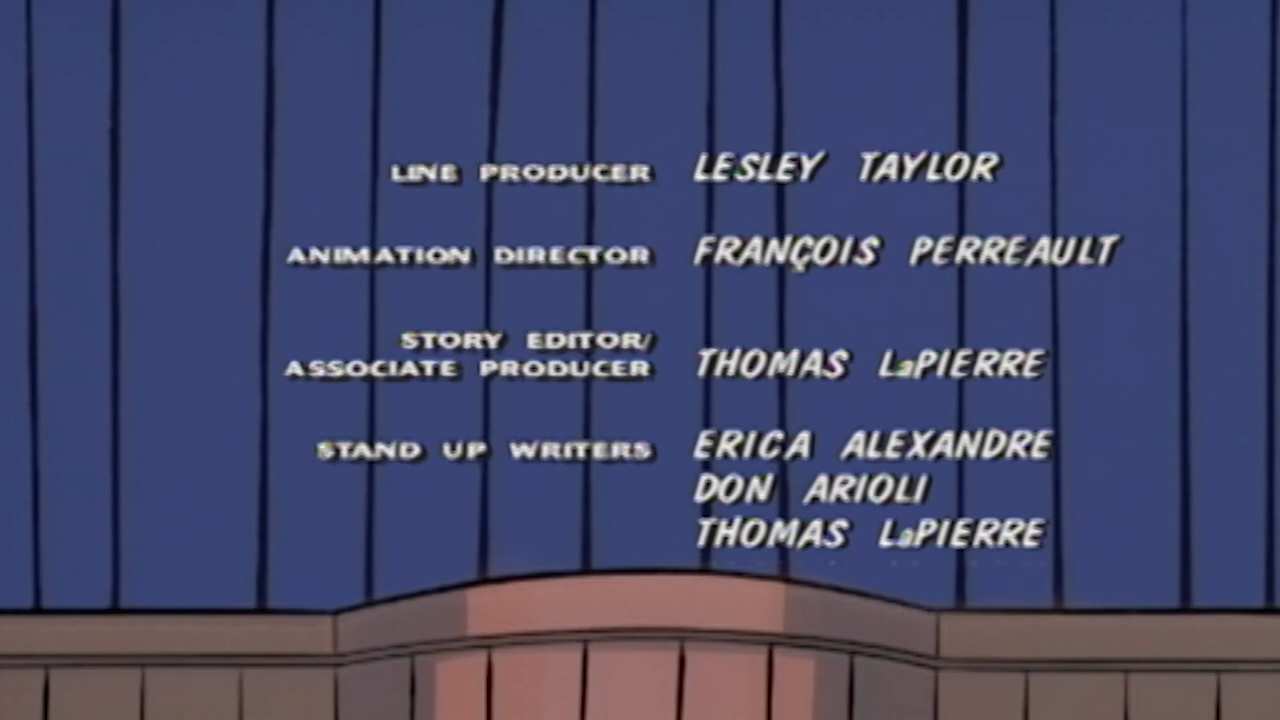 LINE PRODUCER LESLEY TAYLOR
ANIMATION DIRECTOR FRANÇOIS PERREAULT
STORY EDITOR/
ASSOCIATE PRODUCER THOMAS LaPIERRE
STAND UP WRITERS ERICA ALEXANDRE
DON ARIOLI
THOMAS LaPIERRE